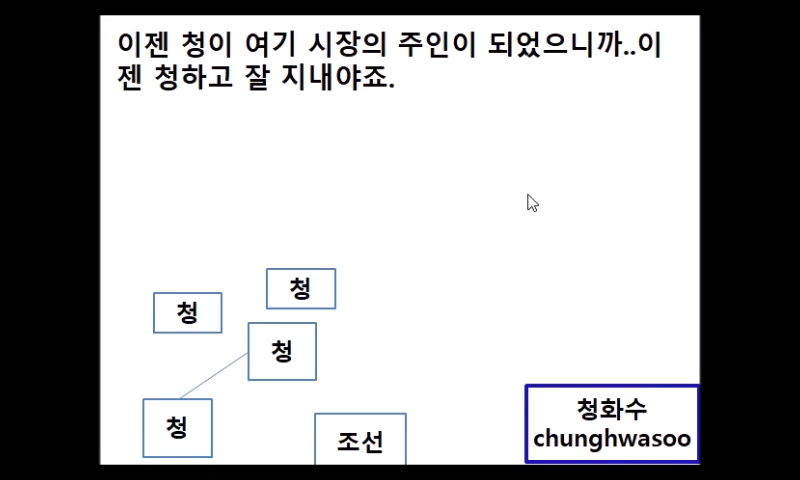 이젠 청이 여기 시장의 주인이 되었으니까..이
젠 청하고 잘 지내야죠.
청
청
청
청
조선
청화수
chunghwasoo